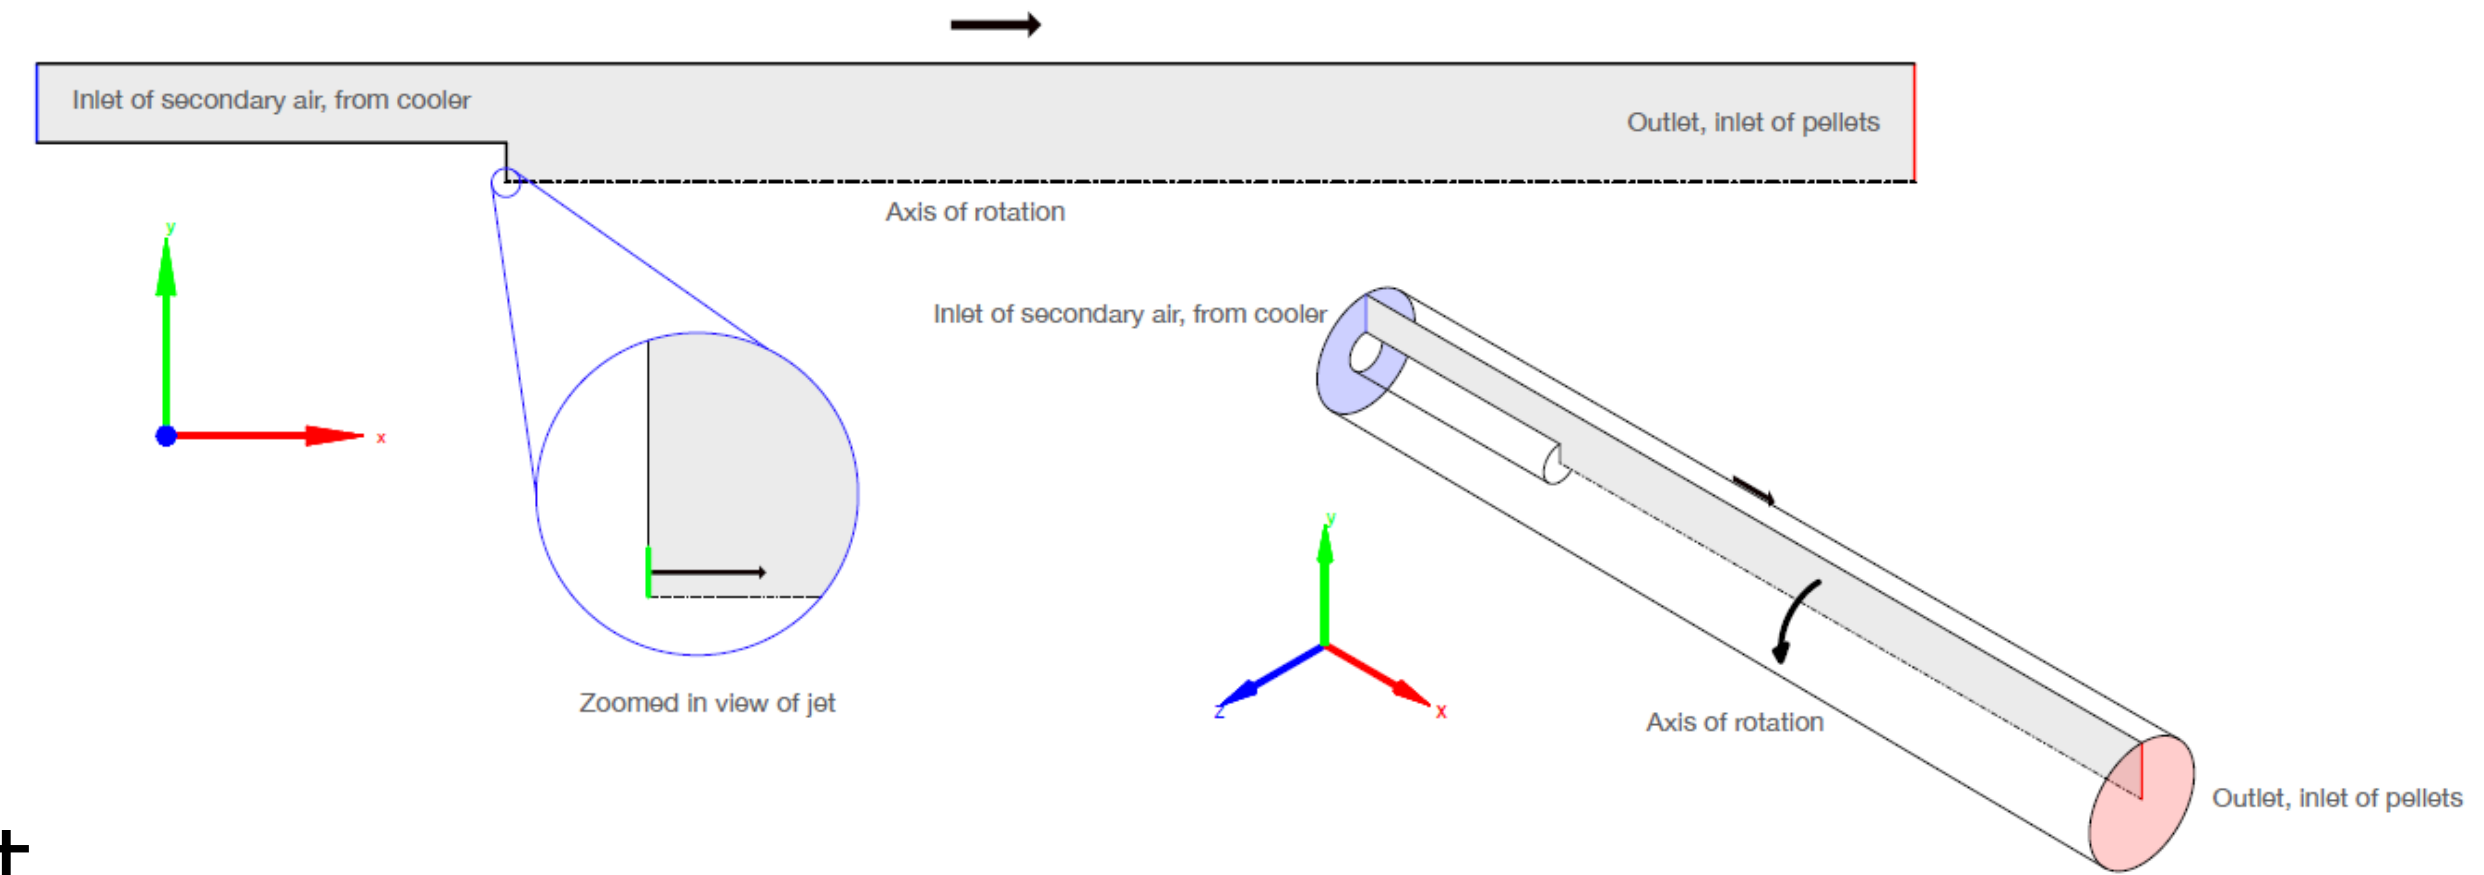 Inlet of secondary air, from cooler
Outlet, inlet of pellets
Axis of rotation
y
x
Inlet of secondary air, from cooler
y
z
x
Zoomed in view of jet
Axis of rotation
Outlet, inlet of pellets